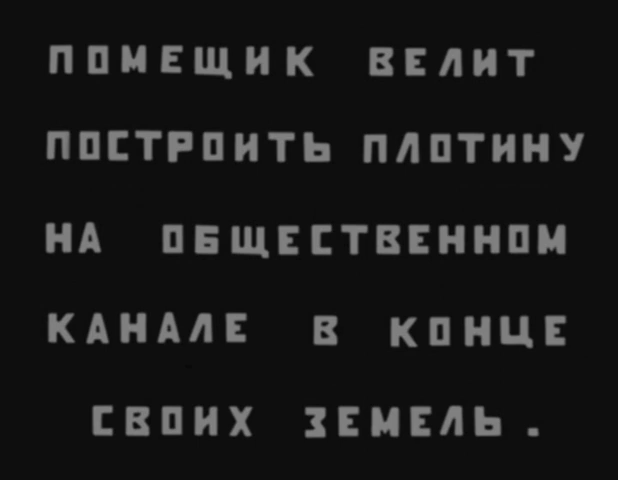 ПОМЕЩИК ВЕЛИТ
ПОСТРОИТЬ ПЛОТИНУ
НА ОБЩЕСТВЕННОМ
КАНАЛЕ В КОНЦЕ
СВОИХ ЗЕМЕЛЬ.